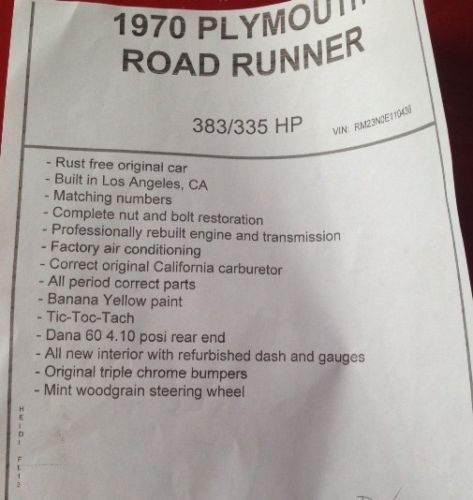 1970 PLYMOUTH
ROAD RUNNER
383/335 HP
VIN: RM23N0E110436
- Rust free original car
- Built in Los Angeles, CA
- Matching numbers
- Complete nut and bolt restoration
- Professionally rebuilt engine and transmission
- Factory air conditioning
- Correct original California carburetor
- All period correct parts
- Banana Yellow paint
- Tic-Toc-Tach
- Dana 60 4.10 posi rear end
- All new interior with refurbished dash and gauges
- Original triple chrome bumpers
- Mint woodgrain steering wheel
HEIDI